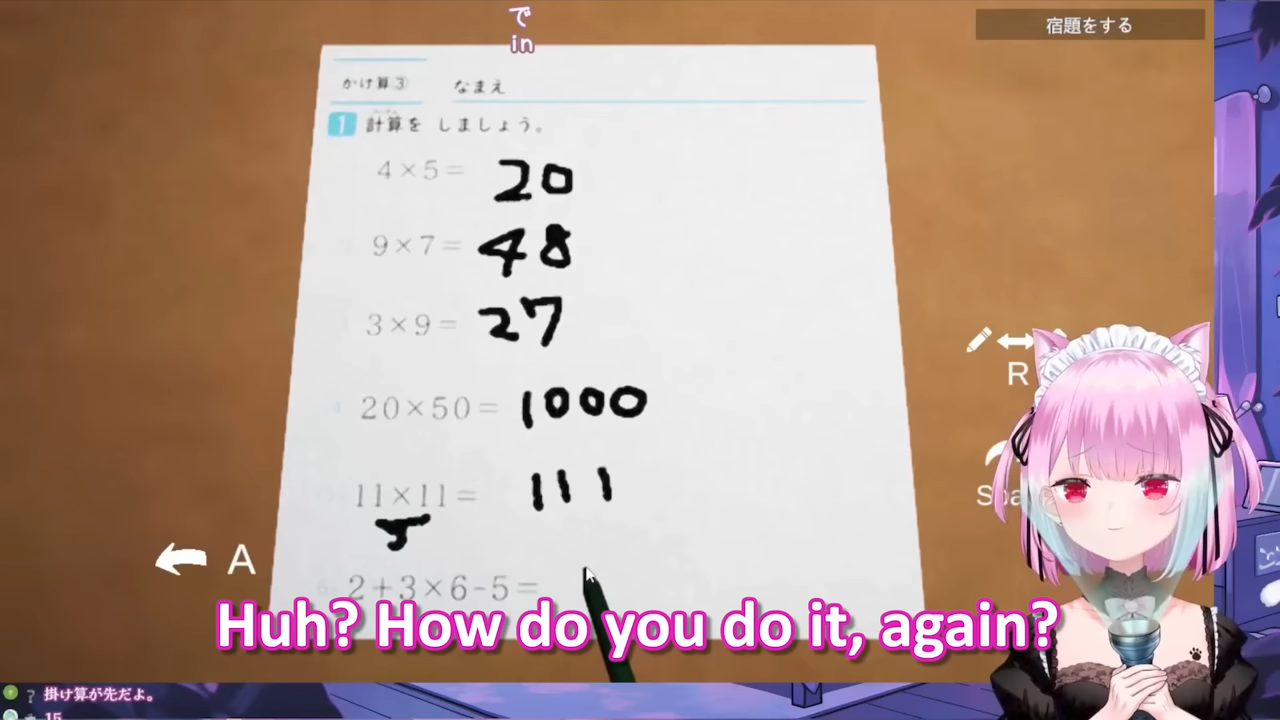 で
in
宿題をする
かけ算③ なまえ
1 計算を しましょう。
4×5= 20
9×7= 48
3×9= 27
20×50= 1000
R
11×11= 111
5
A
2+3×6-5=
Huh? How do you do it, again?
? 掛け算が先だよ。
15